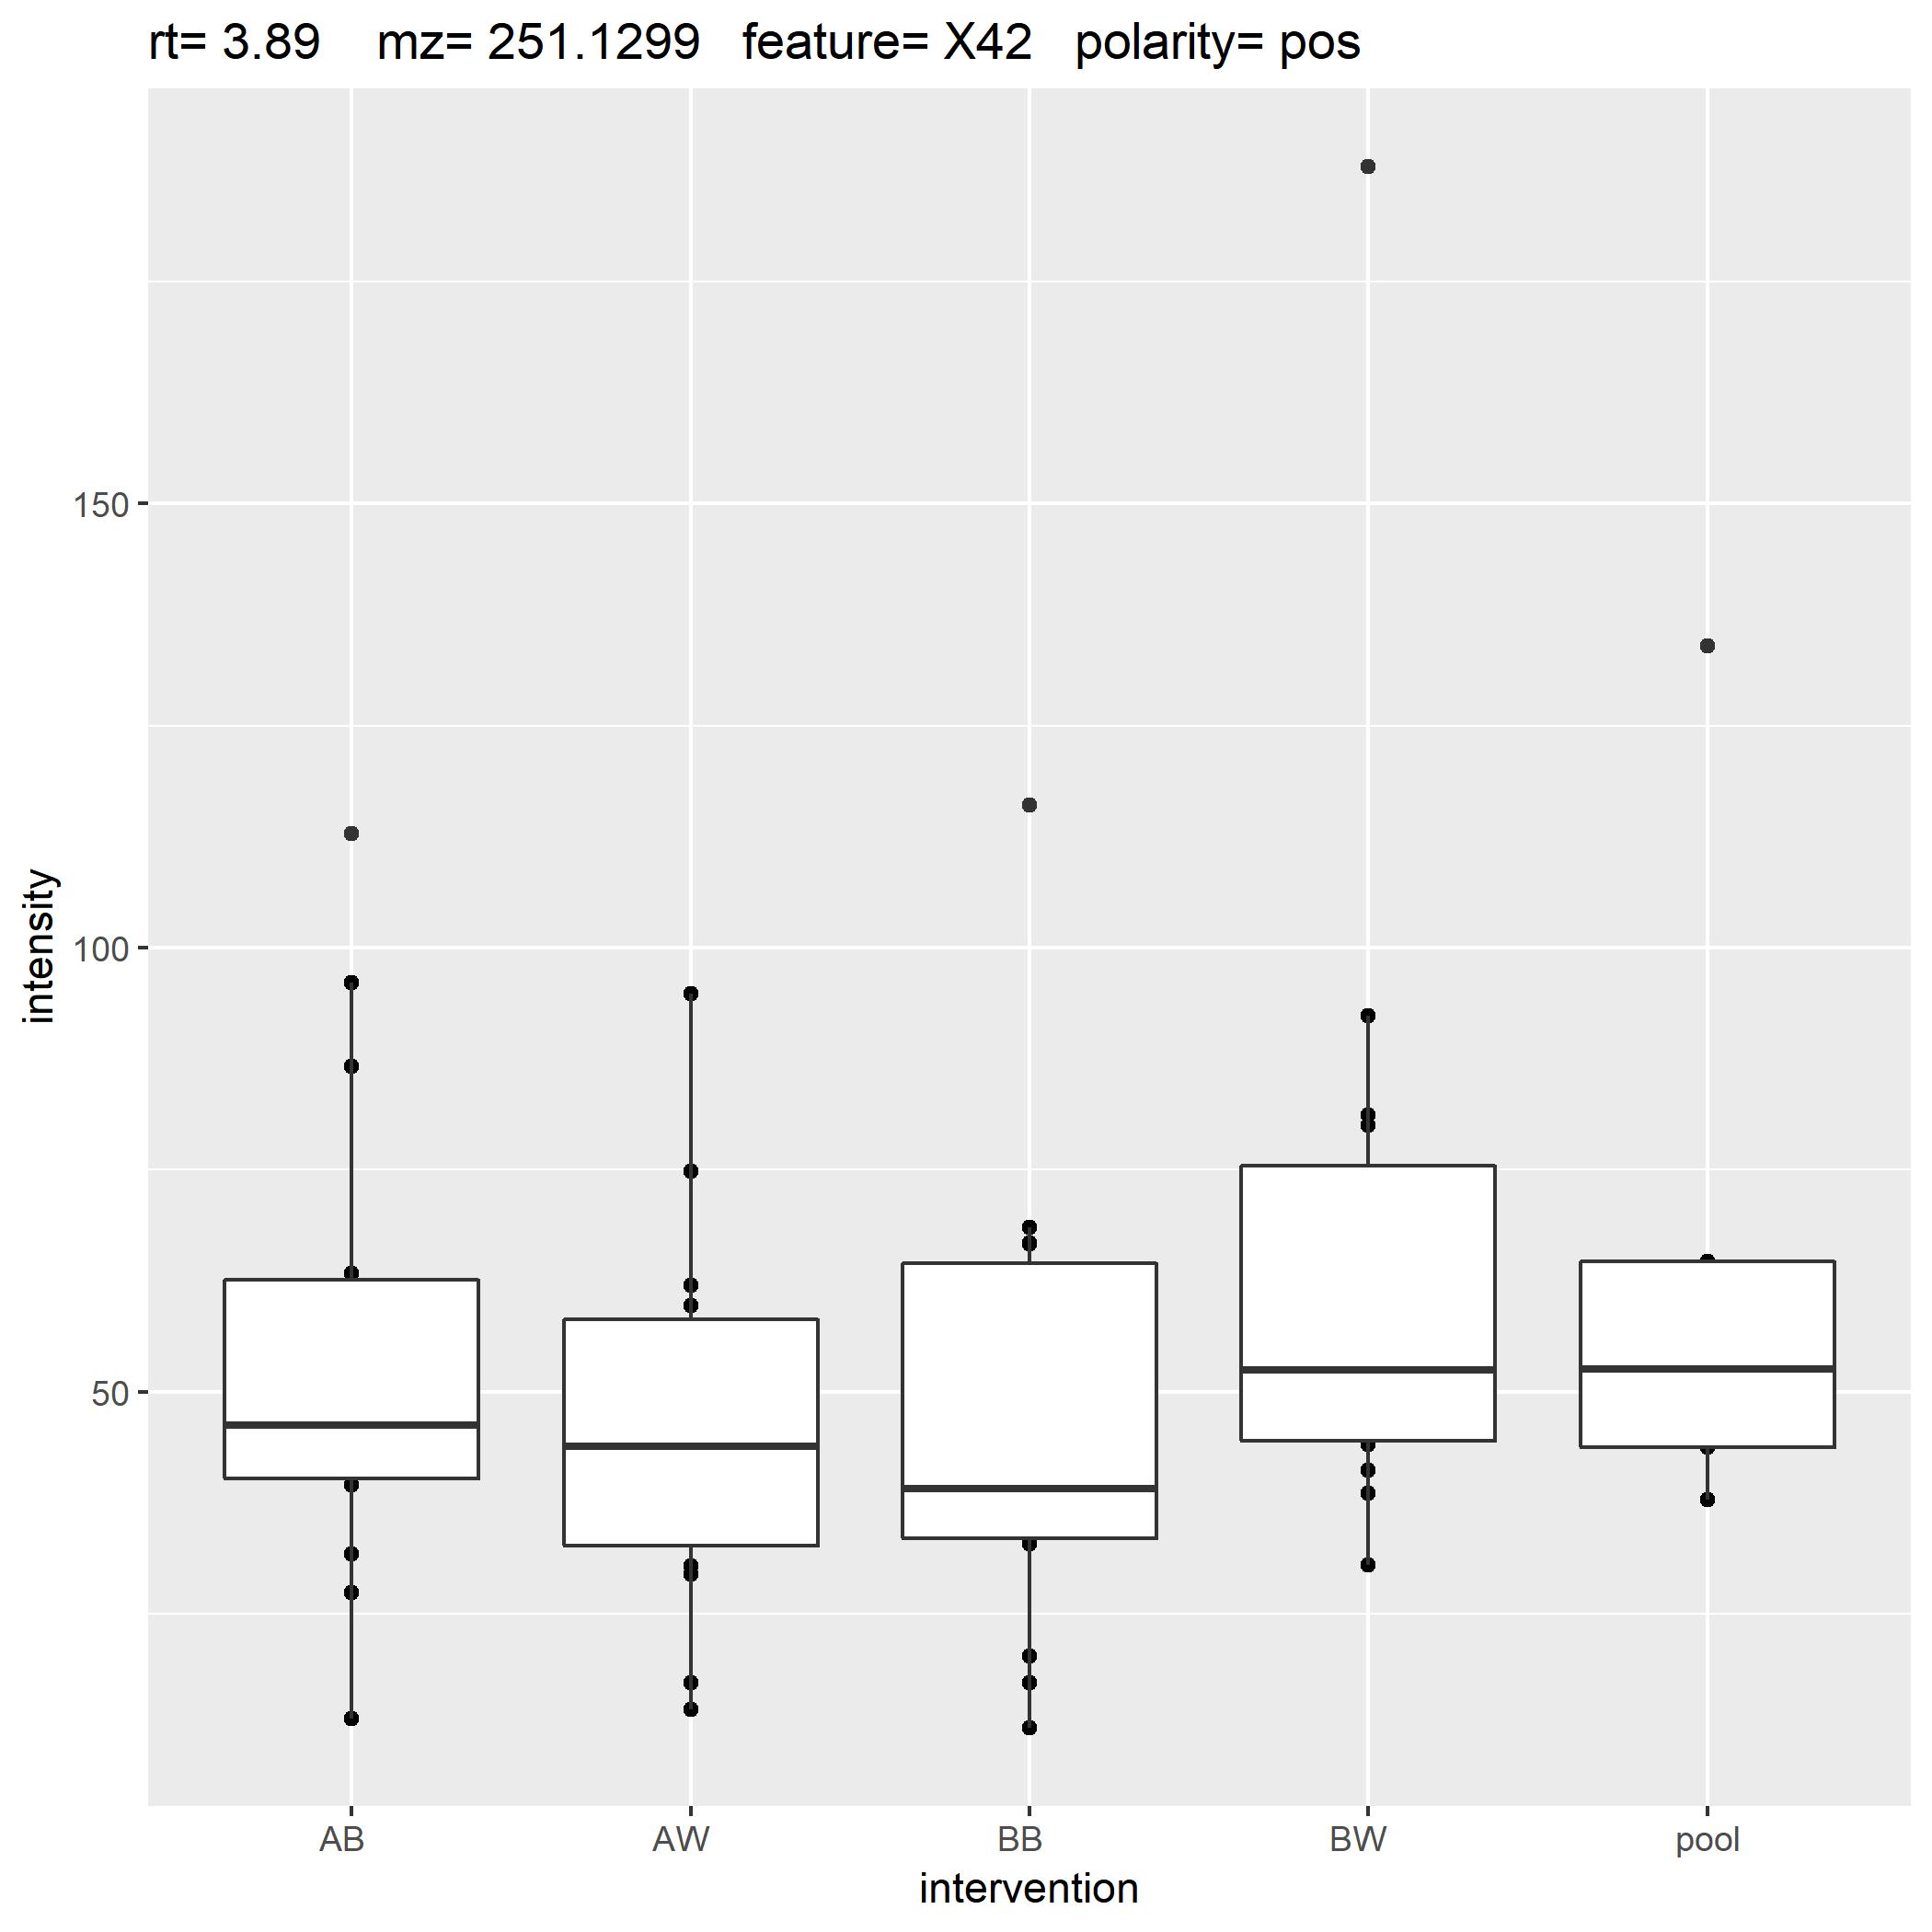 rt= 3.89 mz= 251.1299 feature= X42 polarity= pos
150
100
50
intensity
AB AW BB BW pool
intervention